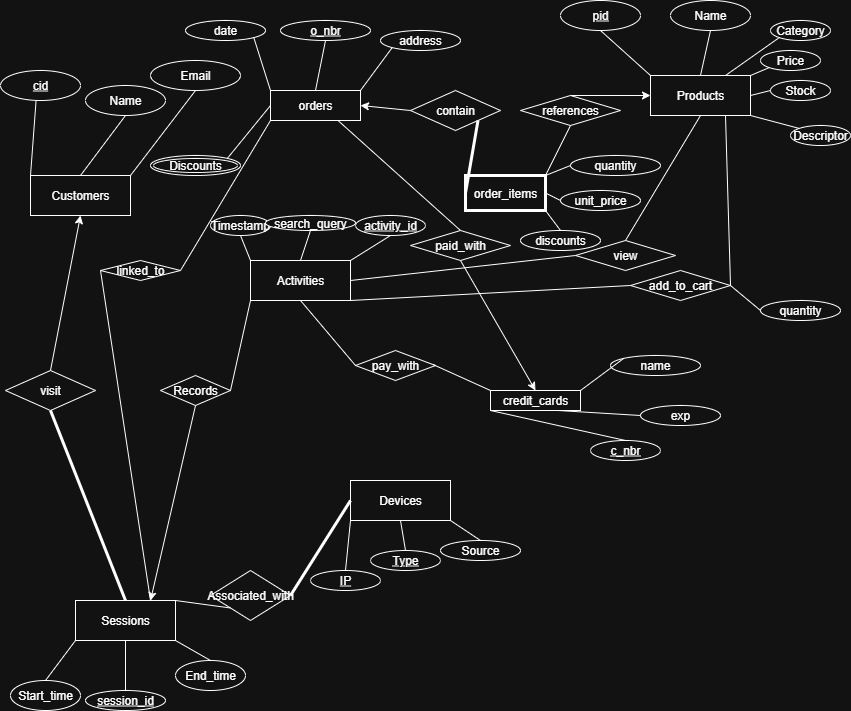 date
o_nbr
address
pid
Name
Category
Price
Stock
Descriptor
cid
Name
Email
orders
contain
references
Products
Discounts
Customers
order_items
quantity
unit_price
discounts
Timestamp
search_query
activity_id
paid_with
view
linked_to
Activities
add_to_cart
quantity
visit
Records
pay_with
name
credit_cards
exp
c_nbr
Devices
IP
Type
Source
Associated_with
Sessions
Start_time
session_id
End_time